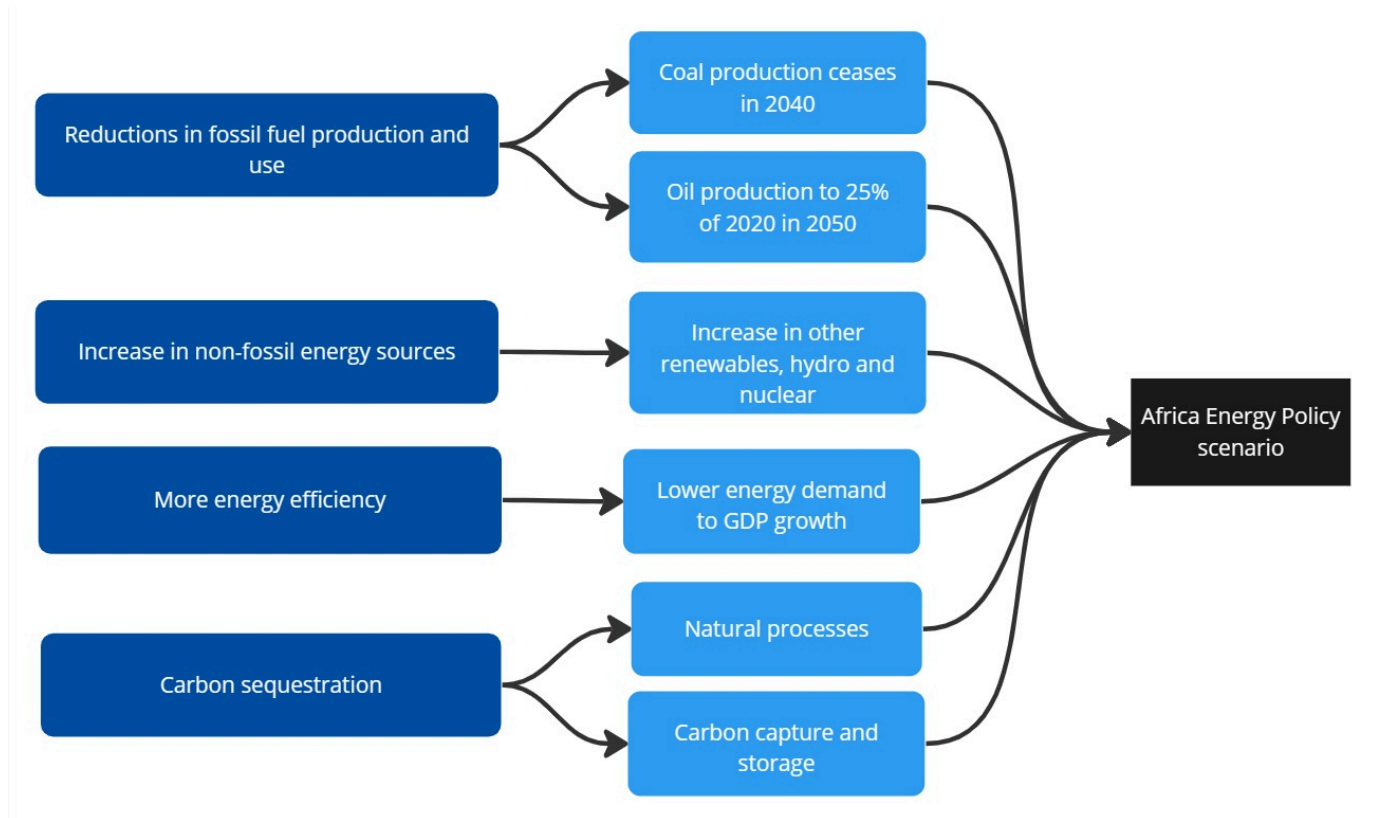 Reductions in fossil fuel production and
use
Coal production ceases
in 2040
Oil production to 25%
of 2020 in 2050
Increase in non-fossil energy sources
Increase in other
renewables, hydro and
nuclear
More energy efficiency
Lower energy demand
to GDP growth
Carbon sequestration
Natural processes
Carbon capture and
storage
Africa Energy Policy
scenario